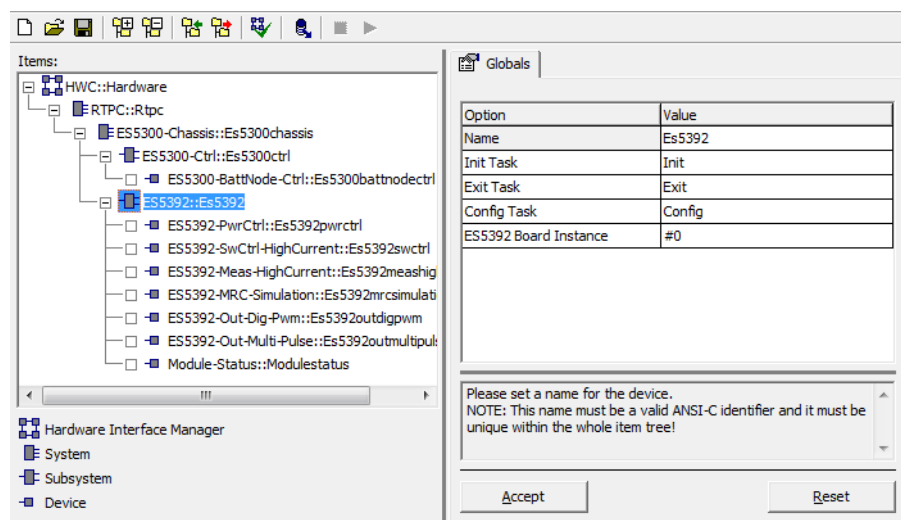 Items:
HWC::Hardware
RTPC::Rtpc
ES5300-Chassis::Es5300chassis
ES5300-Ctrl::Es5300ctrl
ES5300-BattNode-Ctrl::Es5300battnodectrl
ES5392::Es5392
ES5392-PwrCtrl::Es5392pwrctrl
ES5392-SwCtrl-HighCurrent::Es5392swctrl
ES5392-Meas-HighCurrent::Es5392meashig
ES5392-MRC-Simulation::Es5392mrcsimulati
ES5392-Out-Dig-Pwm::Es5392outdigpwm
ES5392-Out-Multi-Pulse::Es5392outmultipuls
Module-Status::Modulestatus
Hardware Interface Manager
System
Subsystem
Device
Globals
Option Value
Name Es5392
Init Task Init
Exit Task Exit
Config Task Config
ES5392 Board Instance #0
Please set a name for the device.
NOTE: This name must be a valid ANSI-C identifier and it must be
unique within the whole item tree!
Accept Reset